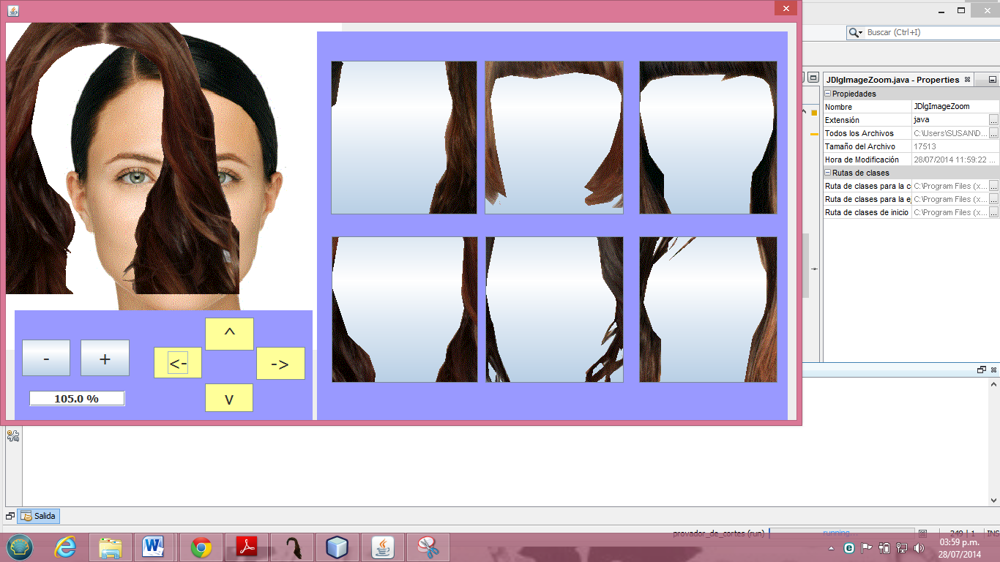 Buscar (Ctrl+I)
JDlgImageZoom.java - Properties
Propiedades
Nombre JDlgImageZoom
Extensión java ...
Todos los Archivos C:\Users\SUSAN\D... ...
Tamaño del Archivo 17513
Hora de Modificación 28/07/2014 11:59:22 ...
Rutas de clases
Ruta de clases para la c C:\Program Files (x... ...
Ruta de clases para la ej C:\Program Files (x... ...
Ruta de clases de inicio C:\Program Files (x... ...
^
- + <- ->
v
105.0 %
Salida
provador_de_cortes (run) running... 249 | 1 INS
03:59 p.m.
28/07/2014